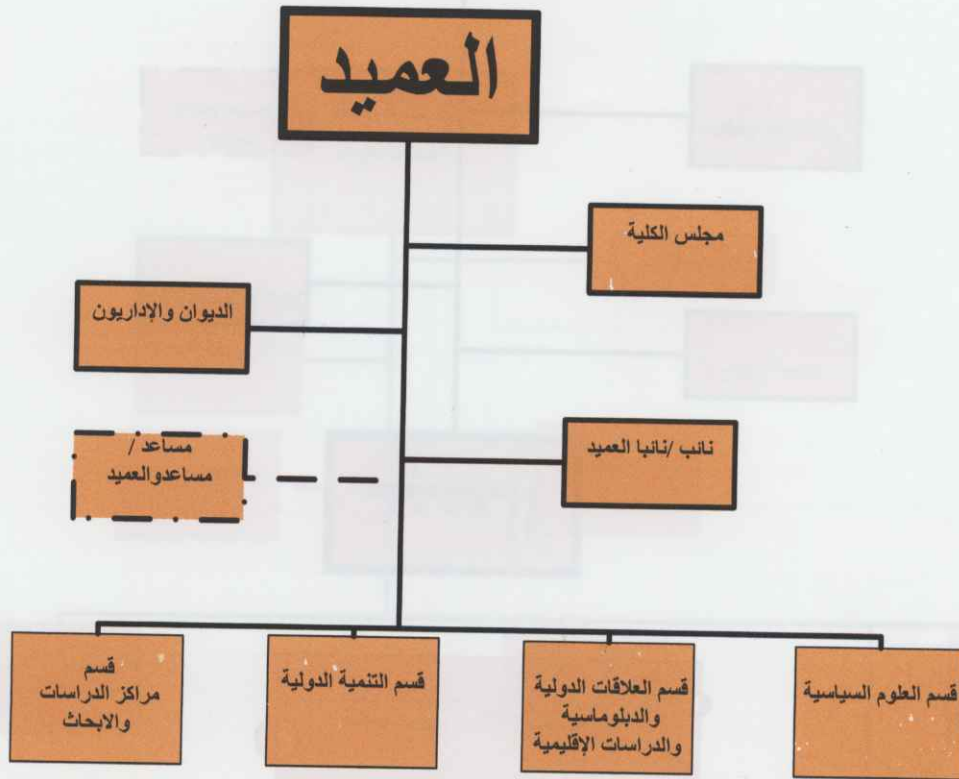 العميد
مجلس الكلية
الديوان والإداريون
نائب /نائبا العميد
مساعد /
مساعدوالعميد
قسم العلوم السياسية
قسم العلاقات الدولية
والدبلوماسية
والدراسات الإقليمية
قسم التنمية الدولية
قسم
مراكز الدراسات
والابحاث